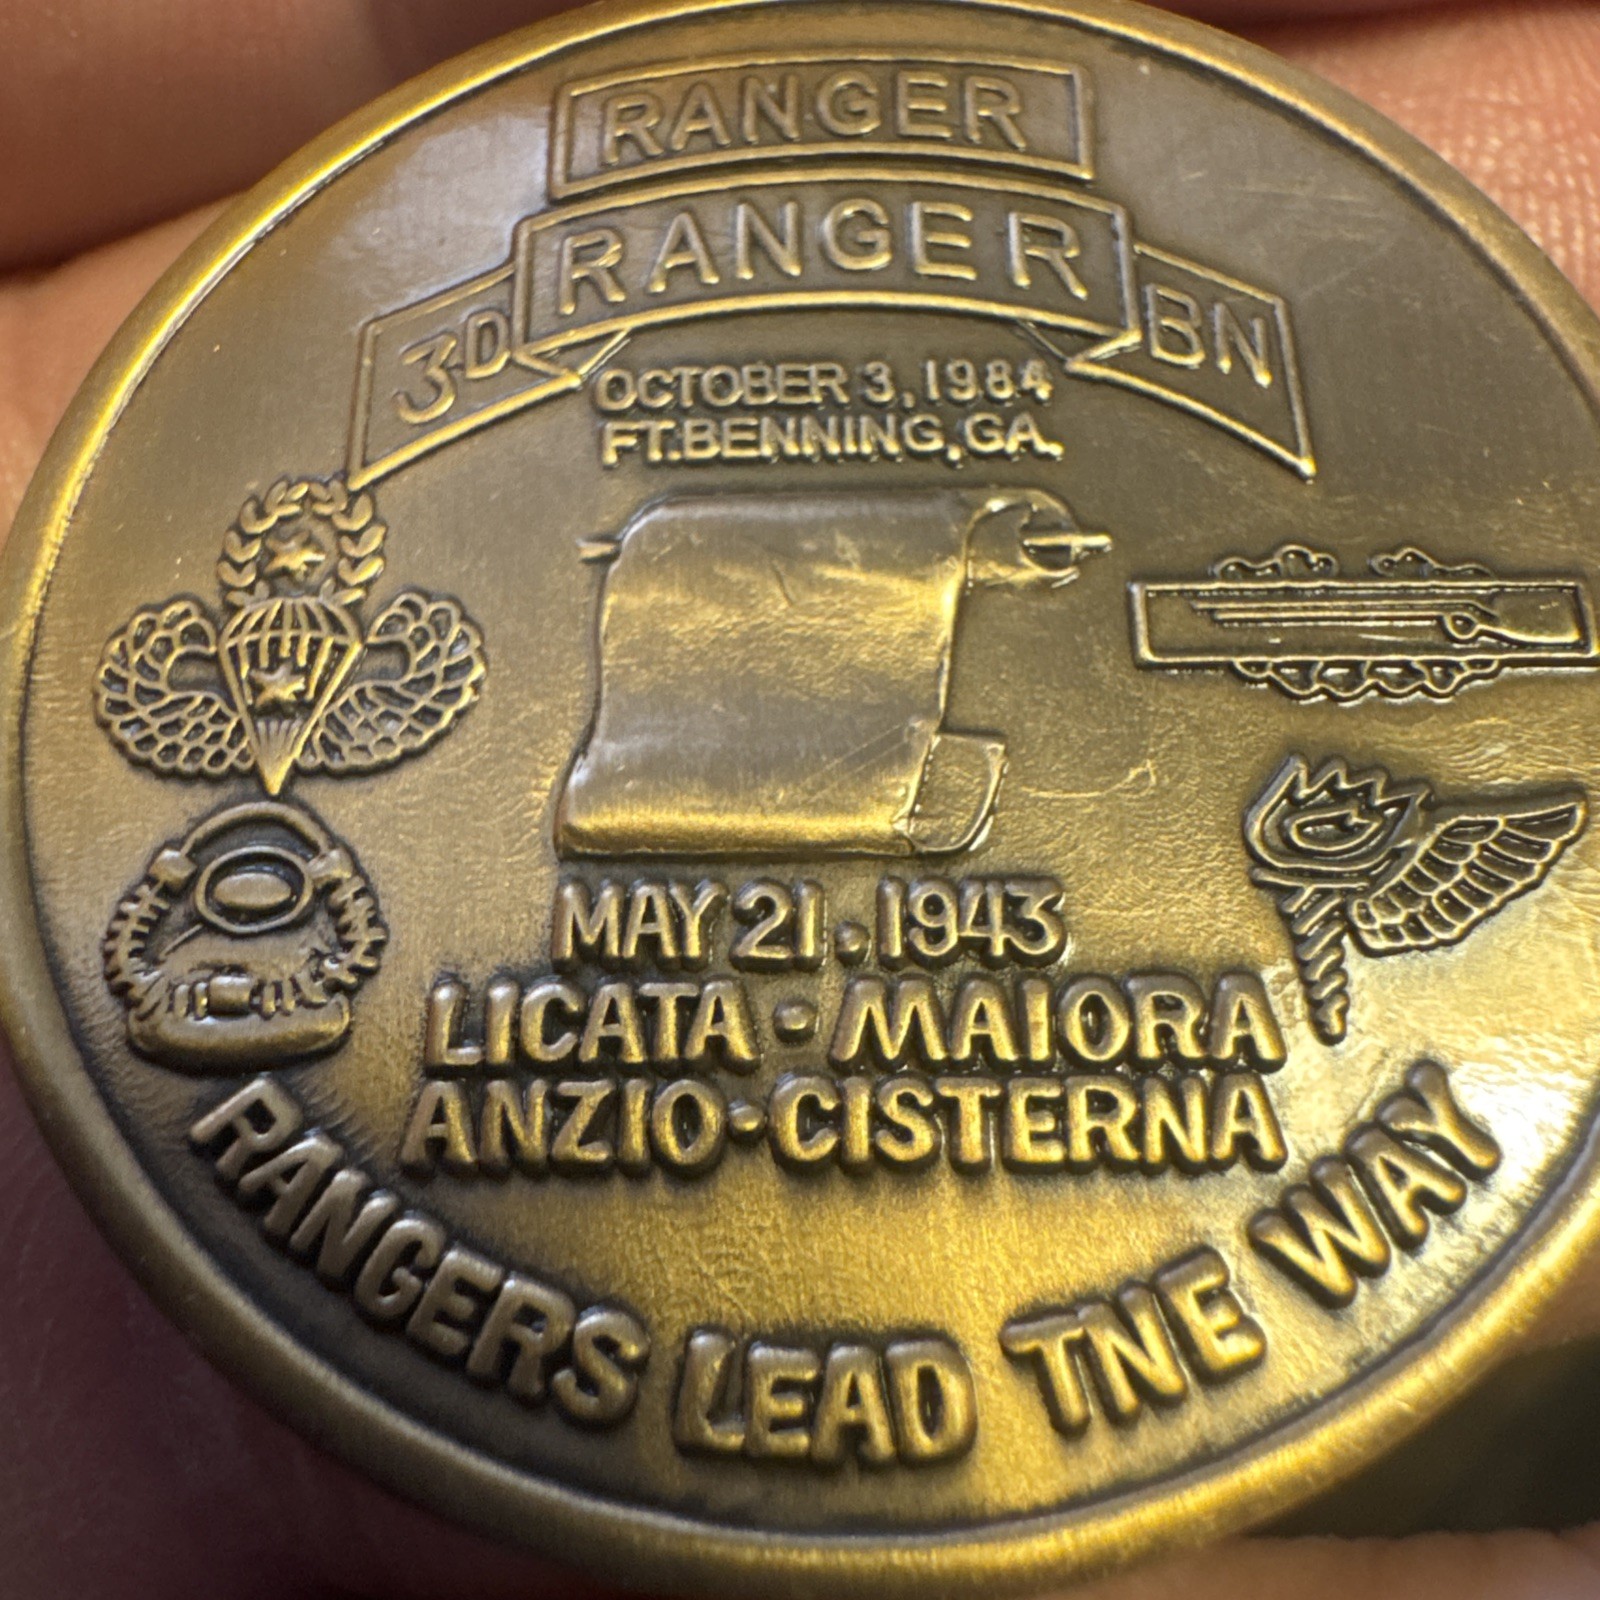 RANGER
3D RANGER BN
OCTOBER 3, 1984
FT. BENNING, GA.
MAY 21 . 1943
LICATA · MAIORA
ANZIO · CISTERNA
RANGERS LEAD TNE WAY